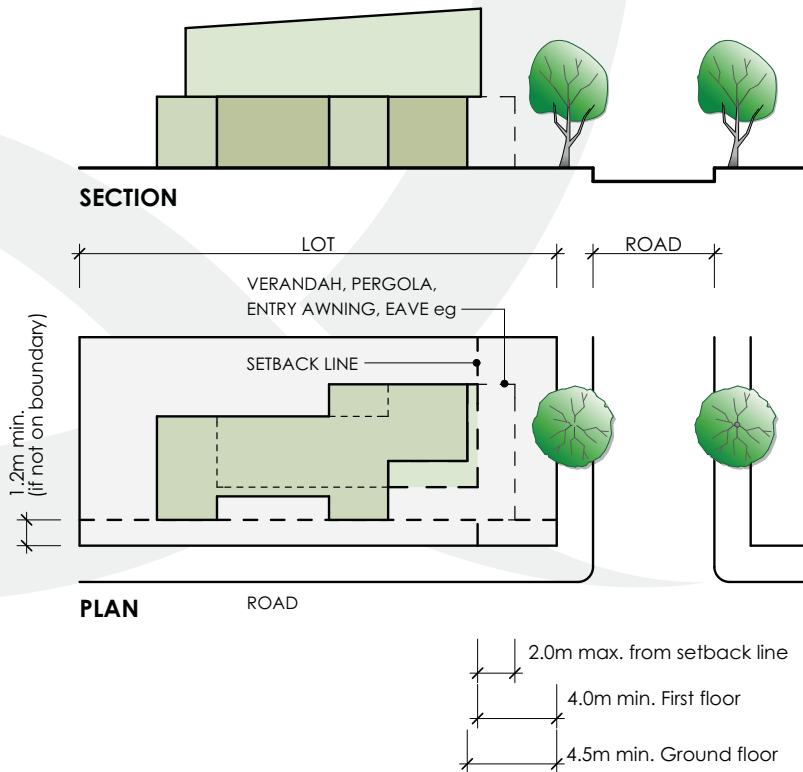 SECTION
LOT
ROAD
VERANDAH, PERGOLA,
ENTRY AWNING, EAVE eg
SETBACK LINE
1.2m min.
(if not on boundary)
PLAN
ROAD
2.0m max. from setback line
4.0m min. First floor
4.5m min. Ground floor